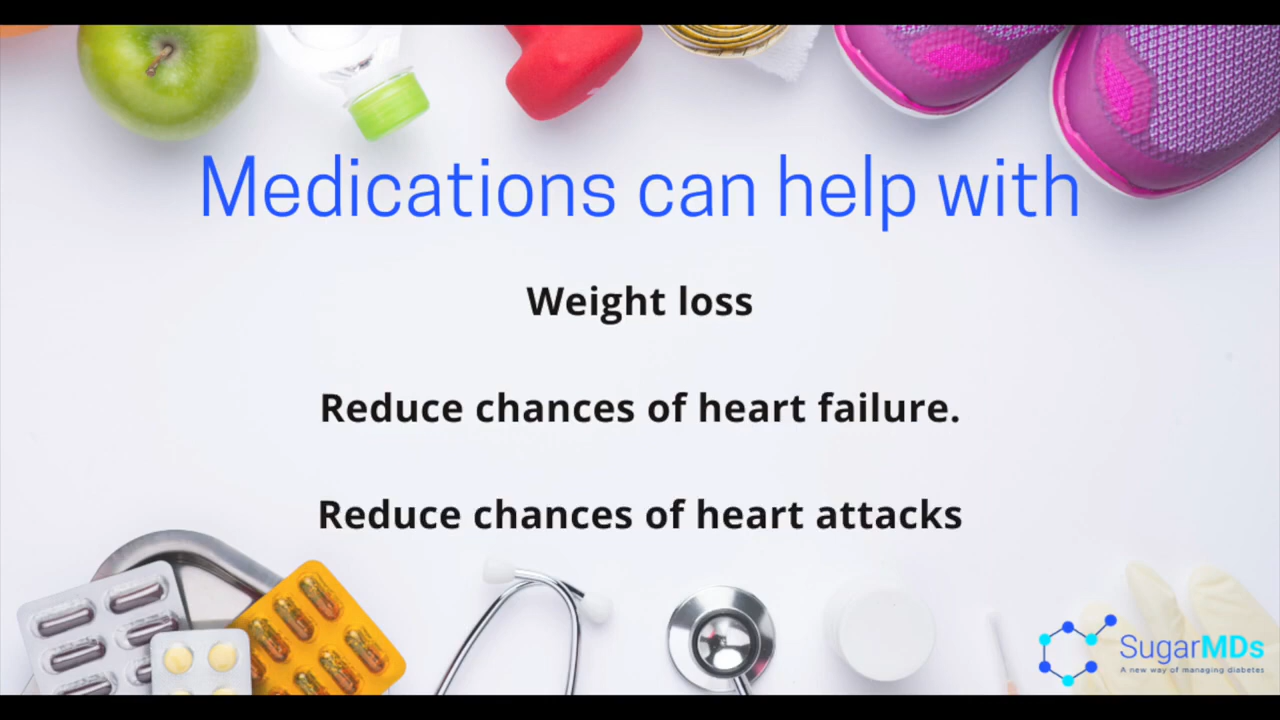 Medications can help with
Weight loss
Reduce chances of heart failure.
Reduce chances of heart attacks
SugarMDs
A new way of managing diabetes